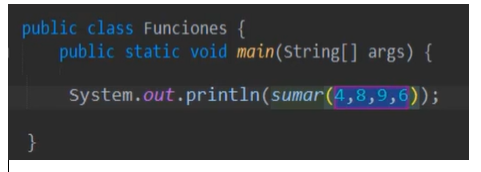 public class Funciones {
public static void main(String[] args) {
System.out.println(sumar(4,8,9,6));
}